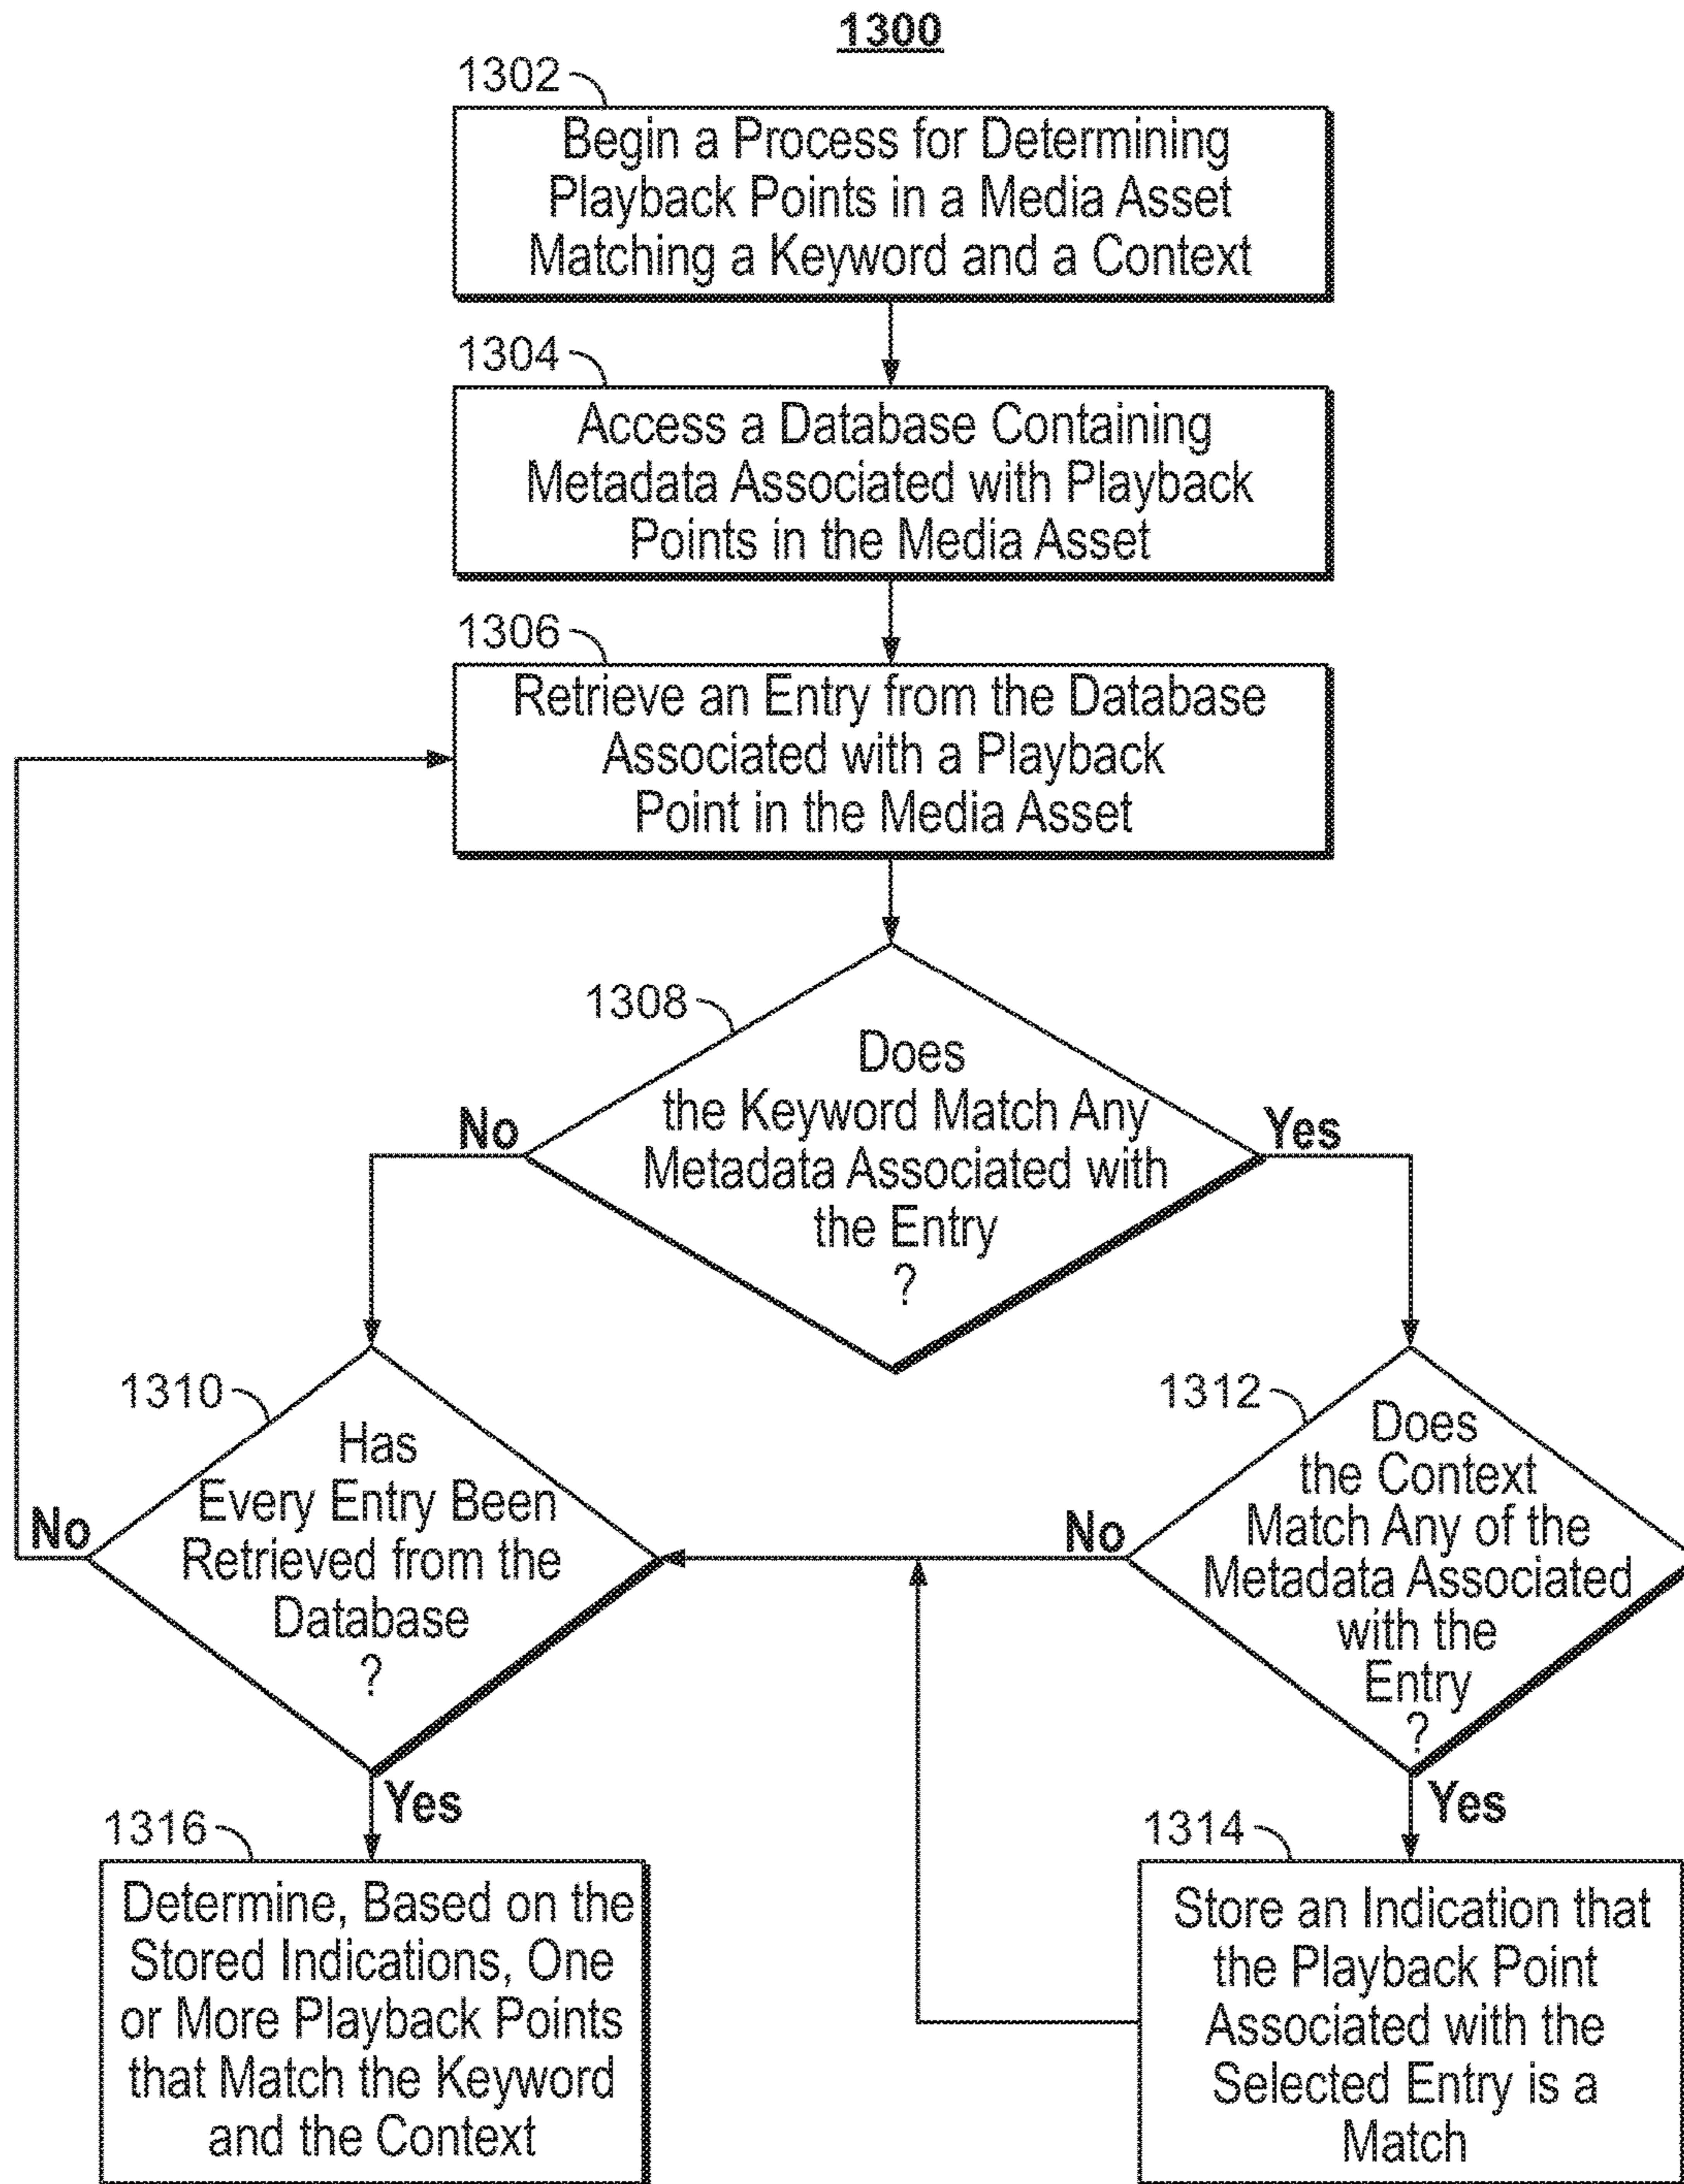 1300
1302
Begin a Process for Determining
Playback Points in a Media Asset
Matching a Keyword and a Context
1304
Access a Database Containing
Metadata Associated with Playback
Points in the Media Asset
1306
Retrieve an Entry from the Database
Associated with a Playback
Point in the Media Asset
1308
Does
the Keyword Match Any
Metadata Associated with
the Entry
?
No
Yes
1310
Has
Every Entry Been
Retrieved from the
Database
?
No
Yes
1312
Does
the Context
Match Any of the
Metadata Associated
with the
Entry
?
No
Yes
1316
Determine, Based on the
Stored Indications, One
or More Playback Points
that Match the Keyword
and the Context
1314
Store an Indication that
the Playback Point
Associated with the
Selected Entry is a
Match